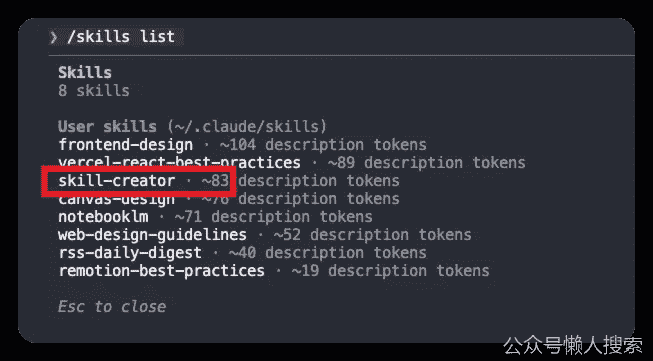 ❯ /skills list
Skills
8 skills
User skills (~/.claude/skills)
frontend-design · ~104 description tokens
vercel-react-best-practices · ~89 description tokens
skill-creator · ~83 description tokens
canvas-design · ~76 description tokens
notebooklm · ~71 description tokens
web-design-guidelines · ~52 description tokens
rss-daily-digest · ~40 description tokens
remotion-best-practices · ~19 description tokens
Esc to close
公众号懒人搜索